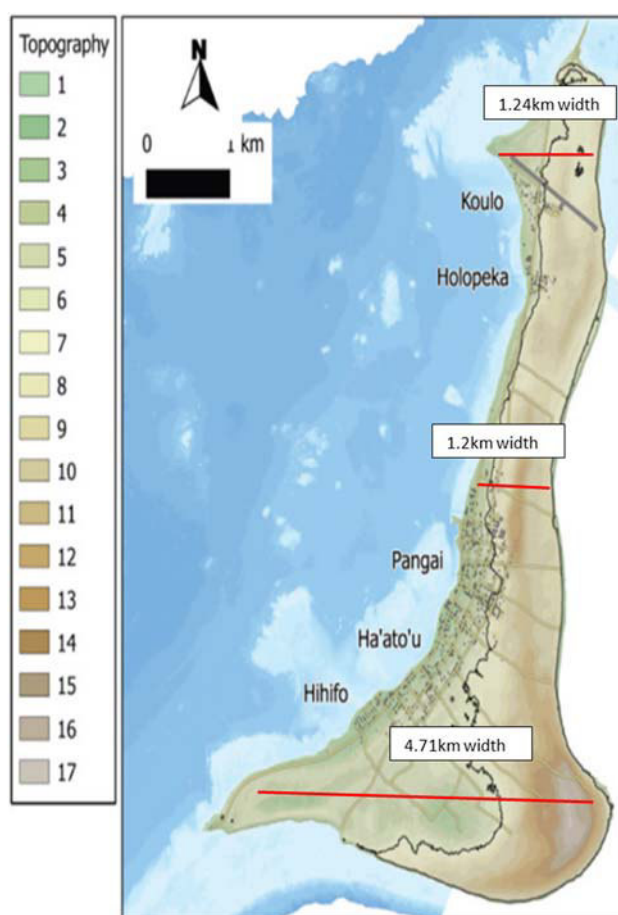 Topography
1
2
3
4
5
6
7
8
9
10
11
12
13
14
15
16
17
N
0 1 km
1.24km width
Koulo
Holopeka
1.2km width
Pangai
Ha'ato'u
Hihifo
4.71km width